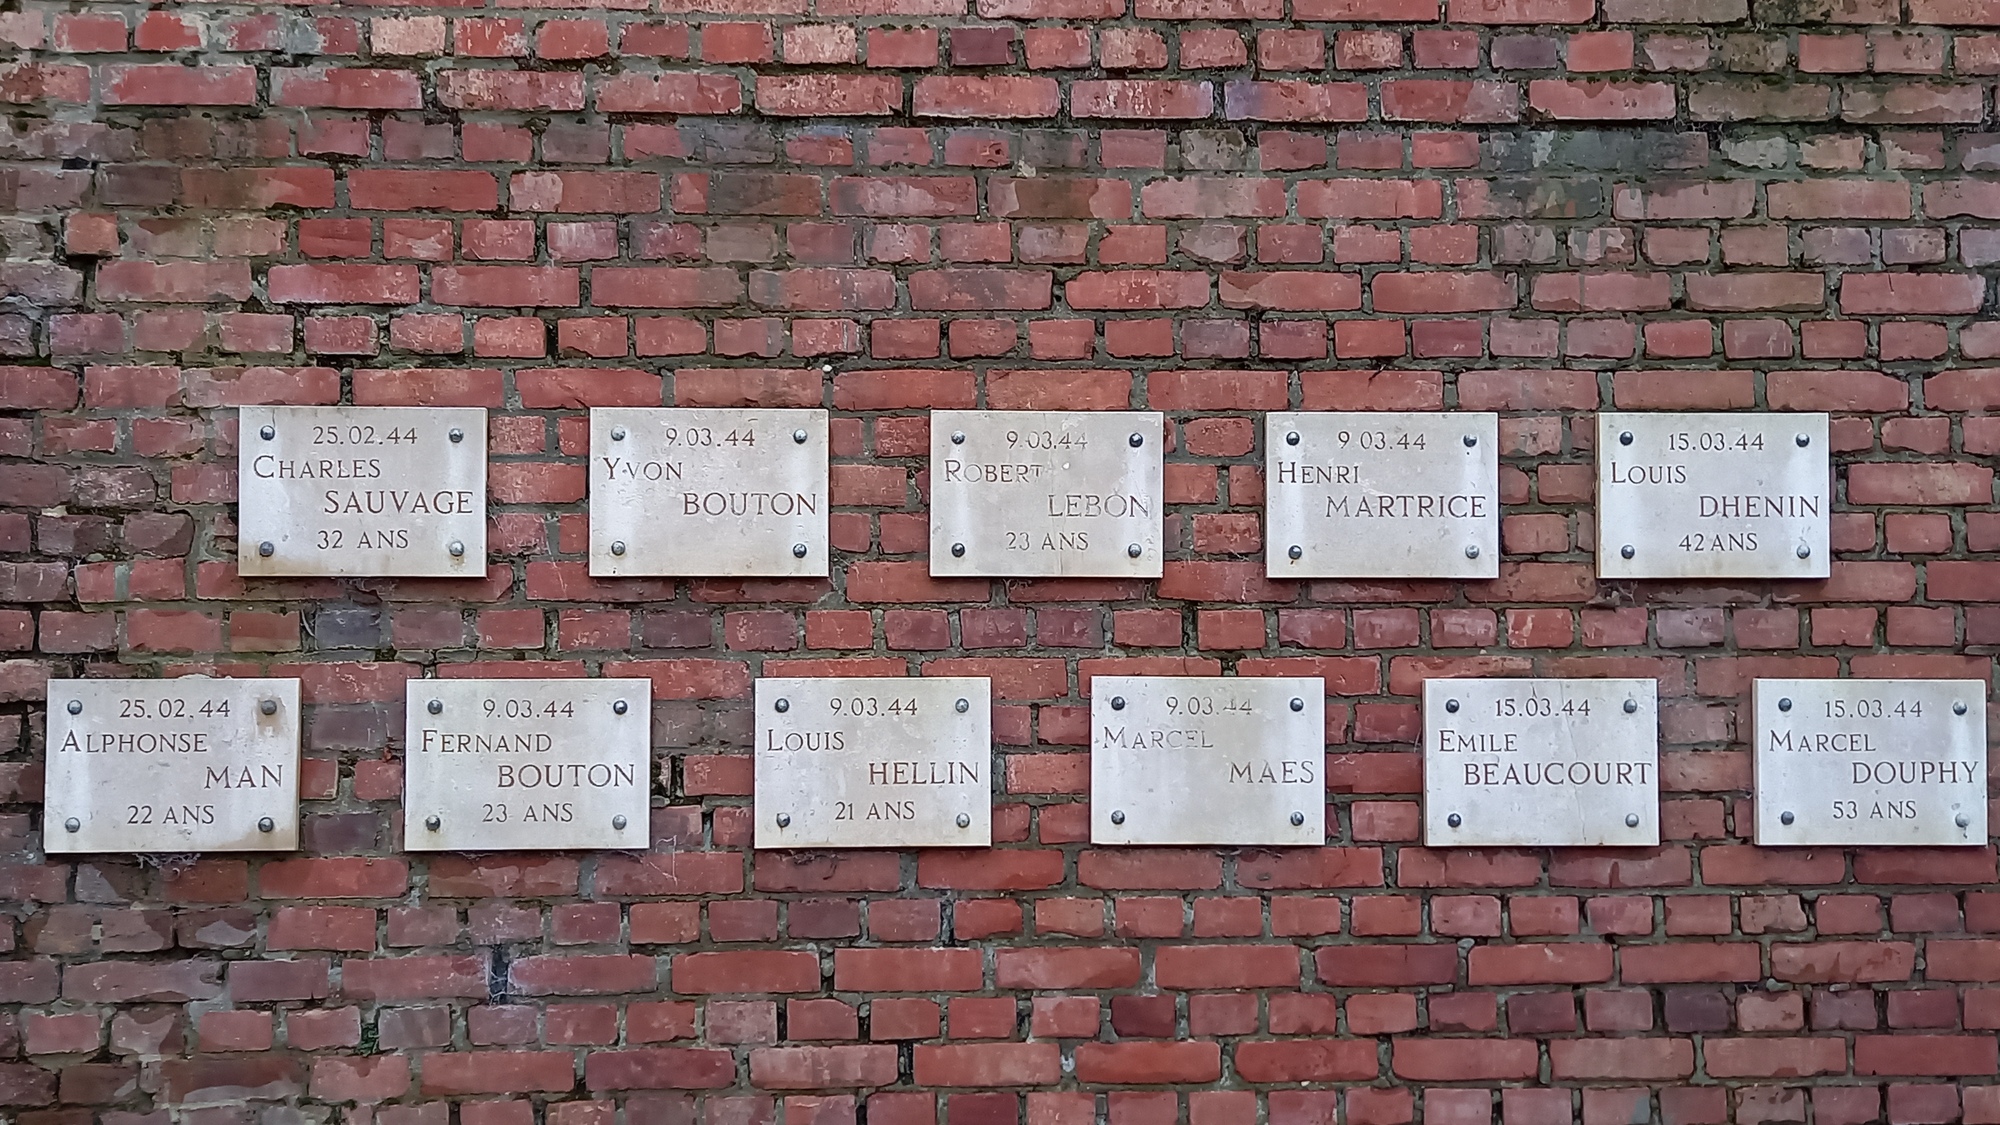 25.02.44
CHARLES
SAUVAGE
32 ANS
9.03.44
YVON
BOUTON
9.03.44
ROBERT
LEBON
23 ANS
9 03.44
HENRI
MARTRICE
15.03.44
LOUIS
DHENIN
42 ANS
25.02.44
ALPHONSE
MAN
22 ANS
9.03.44
FERNAND
BOUTON
23 ANS
9.03.44
LOUIS
HELLIN
21 ANS
9.03.44
MARCEL
MAES
15.03.44
EMILE
BEAUCOURT
15.03.44
MARCEL
DOUPHY
53 ANS